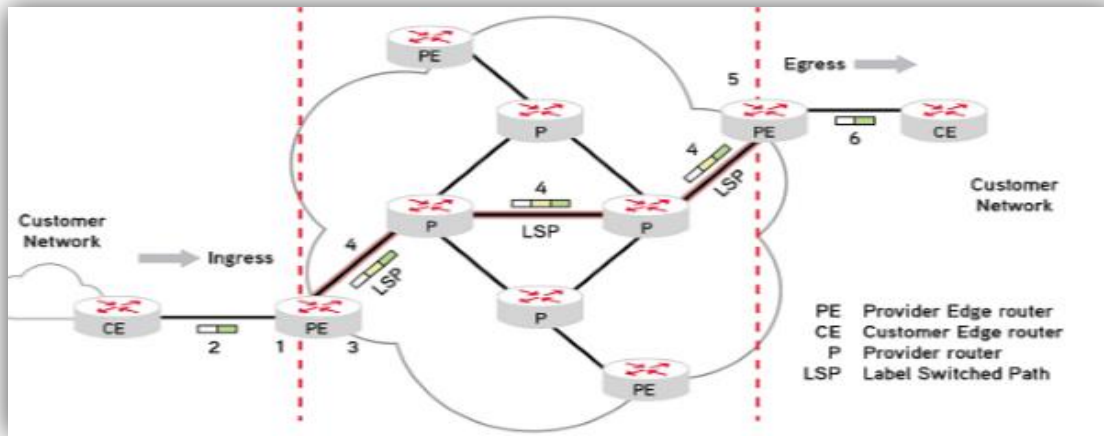 PE
5
Egress
P
PE
6
CE
4
LSP
4
Customer
Network
P
LSP
P
Customer
Network
Ingress
4
LSP
CE
2
1
PE
3
P
PE
PE Provider Edge router
CE Customer Edge router
P Provider router
LSP Label Switched Path